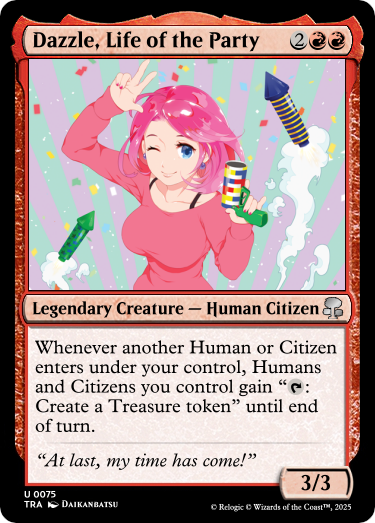 Dazzle, Life of the Party 2
Legendary Creature — Human Citizen
Whenever another Human or Citizen
enters under your control, Humans
and Citizens you control gain “:
Create a Treasure token” until end
of turn.
“At last, my time has come!”
3/3
U 0075
TRA Daikanbatsu
© Relogic © Wizards of the Coast™, 2025